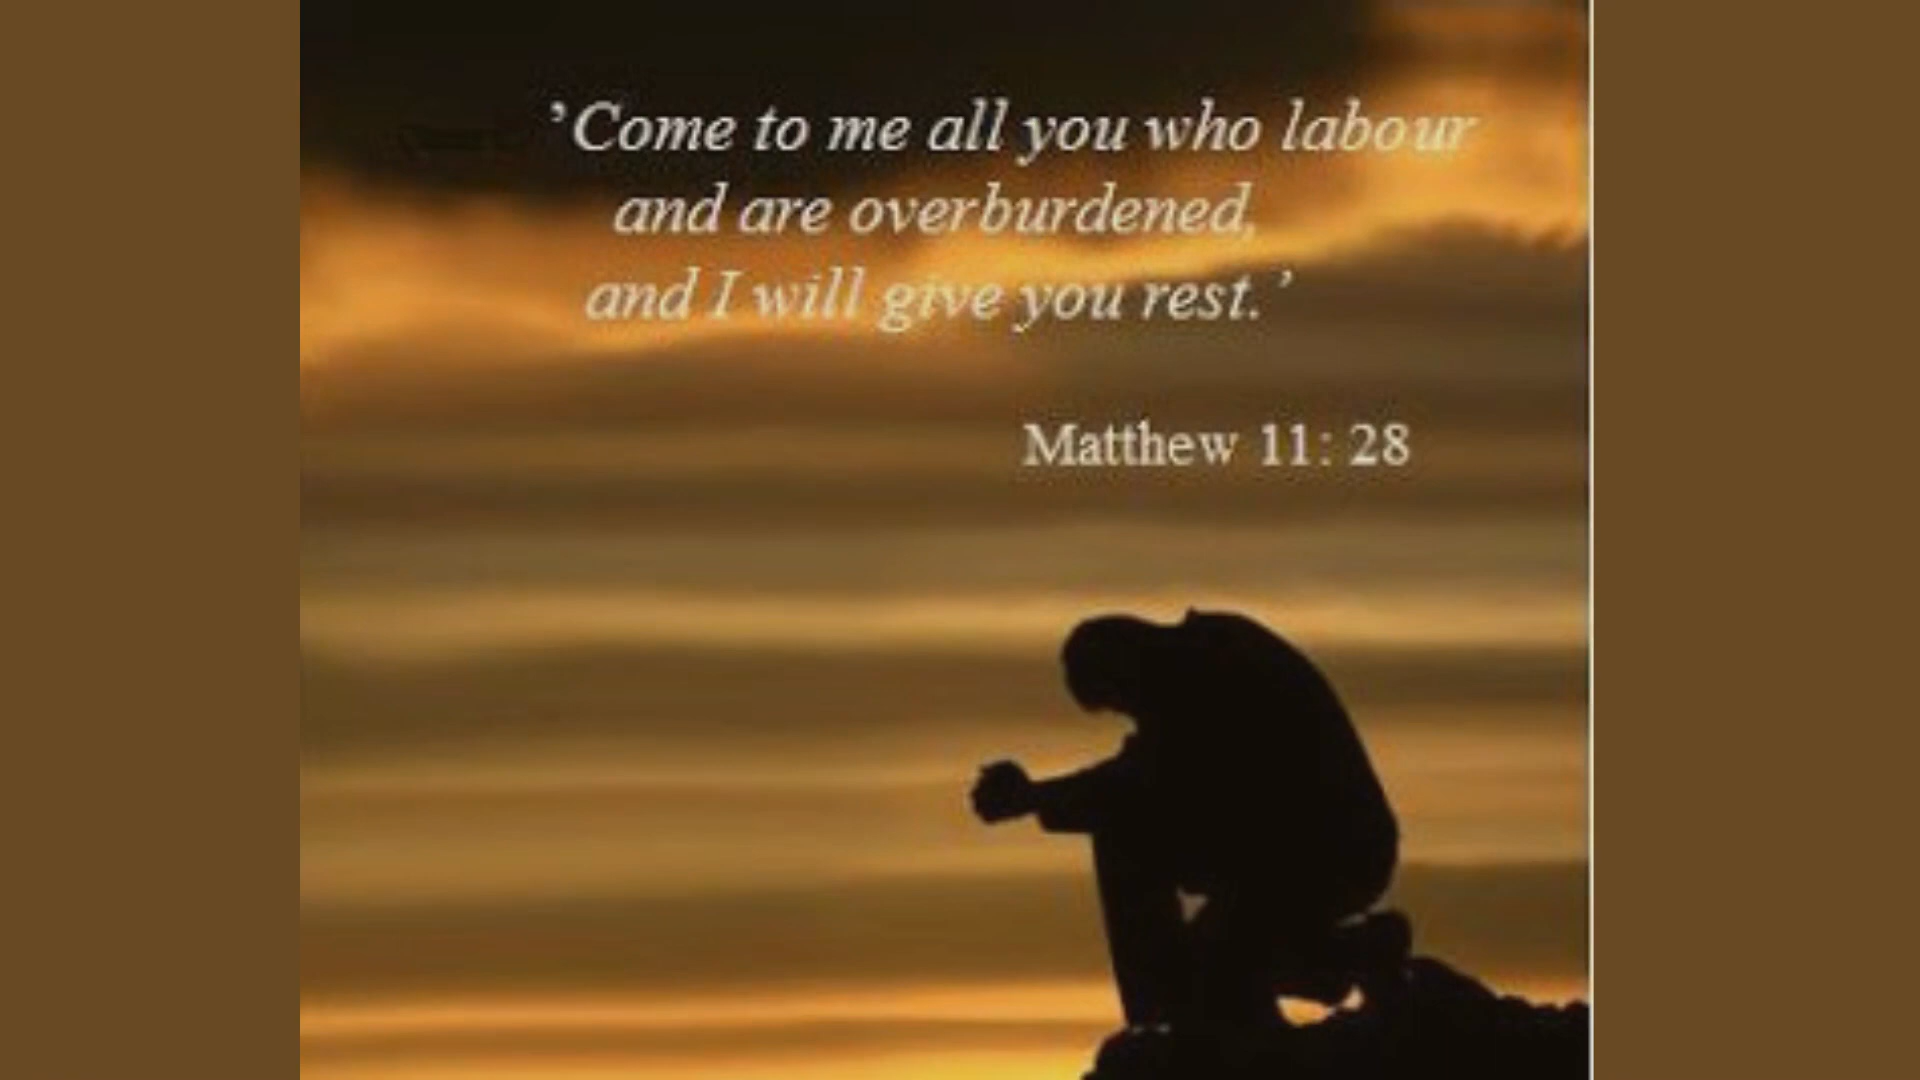 ’Come to me all you who labour
and are overburdened,
and I will give you rest.’
Matthew 11: 28